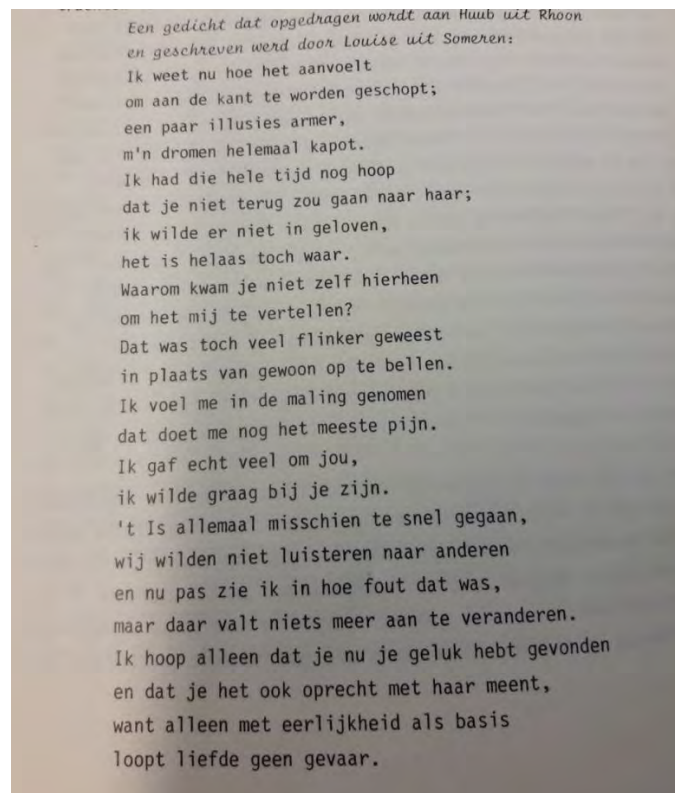 Een gedicht dat opgedragen wordt aan Huub uit Rhoon
en geschreven werd door Louise uit Someren:
Ik weet nu hoe het aanvoelt
om aan de kant te worden geschopt;
een paar illusies armer,
m'n dromen helemaal kapot.
Ik had die hele tijd nog hoop
dat je niet terug zou gaan naar haar;
ik wilde er niet in geloven,
het is helaas toch waar.
Waarom kwam je niet zelf hierheen
om het mij te vertellen?
Dat was toch veel flinker geweest
in plaats van gewoon op te bellen.
Ik voel me in de maling genomen
dat doet me nog het meeste pijn.
Ik gaf echt veel om jou,
ik wilde graag bij je zijn.
't Is allemaal misschien te snel gegaan,
wij wilden niet luisteren naar anderen
en nu pas zie ik in hoe fout dat was,
maar daar valt niets meer aan te veranderen.
Ik hoop alleen dat je nu je geluk hebt gevonden
en dat je het ook oprecht met haar meent,
want alleen met eerlijkheid als basis
loopt liefde geen gevaar.